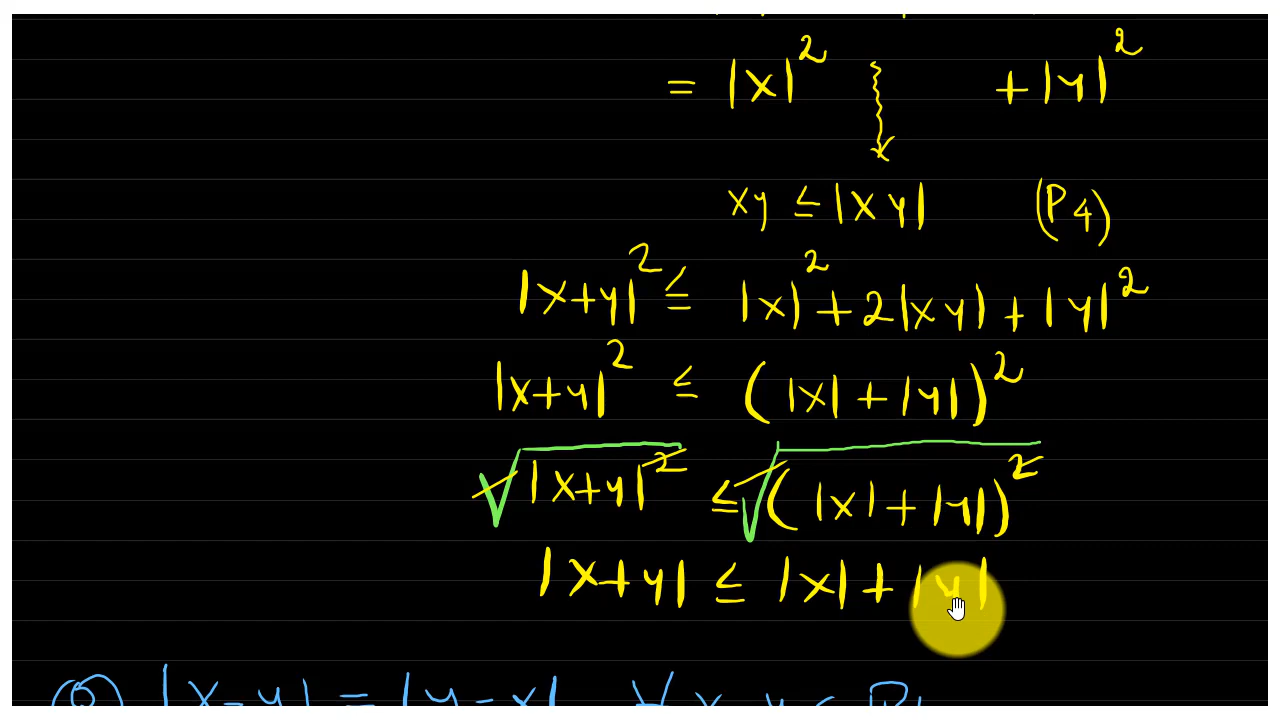 = |x|² + |y|²
xy ≤ |xy| (P4)
|x+y|² ≤ |x|² + 2|xy| + |y|²
|x+y|² ≤ (|x| + |y|)²
√|x+y|² ≤ √(|x| + |y|)²
|x+y| ≤ |x| + |y|
|x-y| = |y-x| ∀ x, y